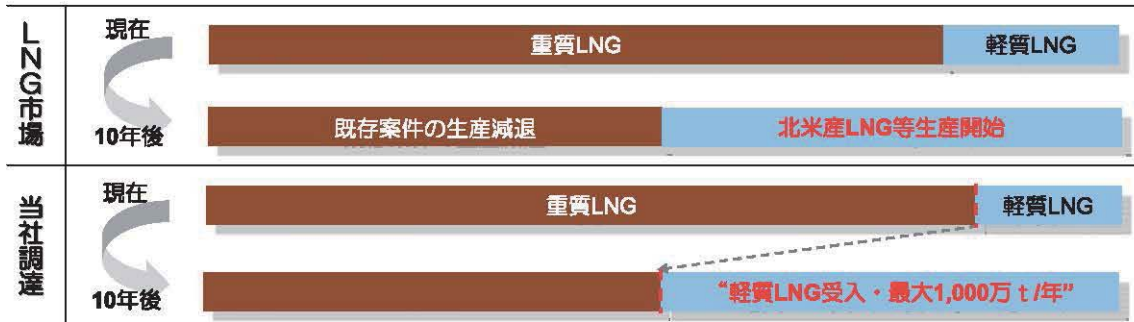 LNG市場
現在
重質LNG
軽質LNG
10年後
既存案件の生産減退
北米産LNG等生産開始
当社調達
現在
重質LNG
軽質LNG
10年後
“軽質LNG受入・最大1,000万ｔ/年”